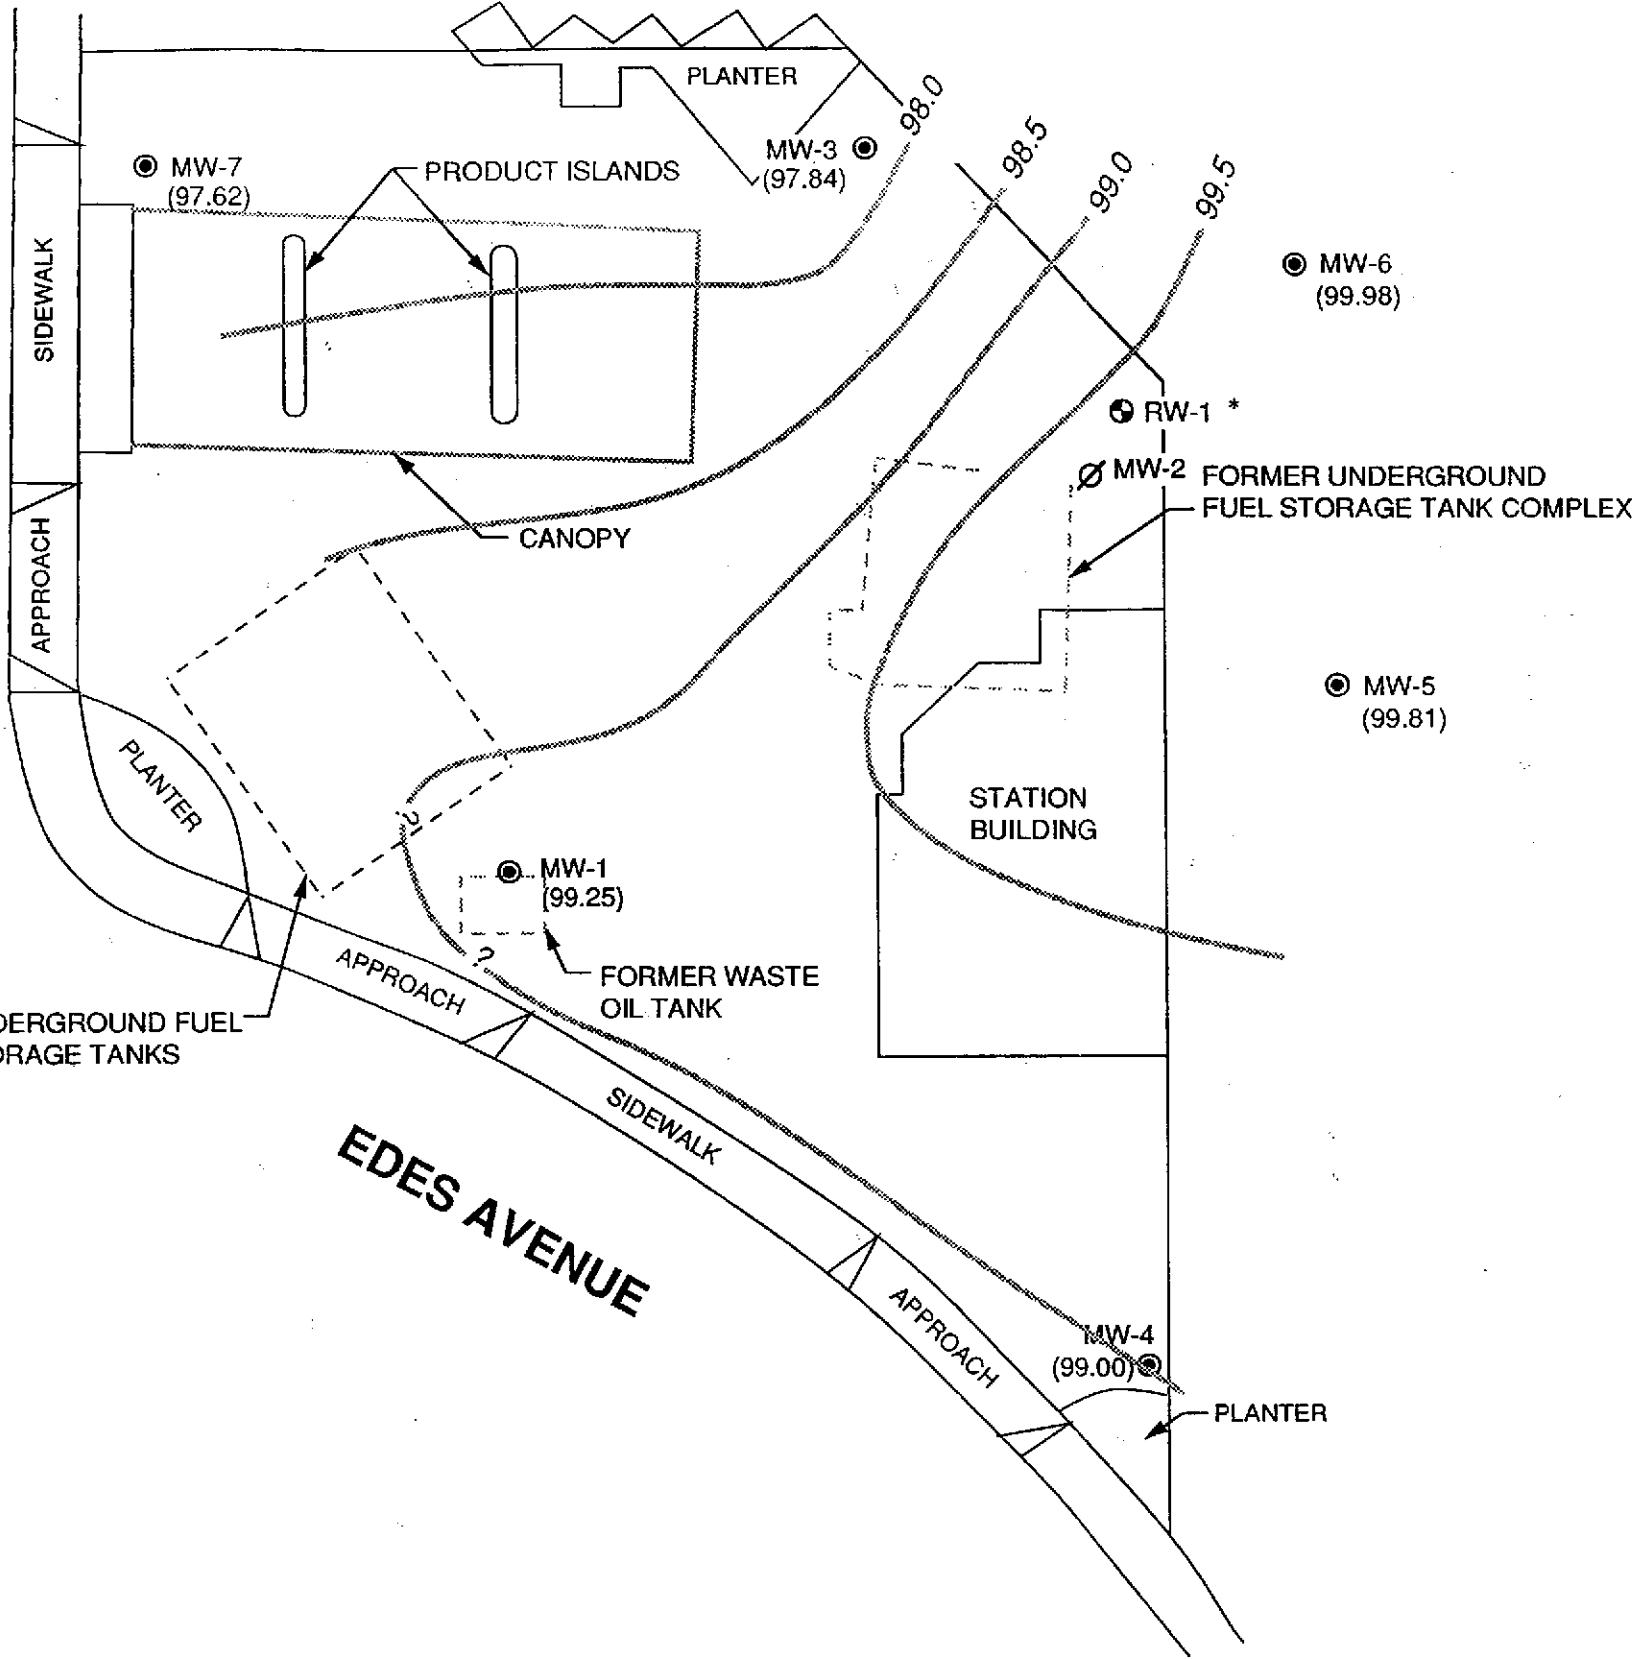 PLANTER
98.0
98.5
99.0
99.5
MW-3
(97.84)
MW-7
(97.62)
PRODUCT ISLANDS
SIDEWALK
MW-6
(99.98)
RW-1 *
MW-2
FORMER UNDERGROUND
FUEL STORAGE TANK COMPLEX
CANOPY
APPROACH
MW-5
(99.81)
PLANTER
STATION
BUILDING
?
MW-1
(99.25)
?
APPROACH
FORMER WASTE
OIL TANK
DERGROUND FUEL
ORAGE TANKS
SIDEWALK
EDES AVENUE
APPROACH
MW-4
(99.00)
PLANTER